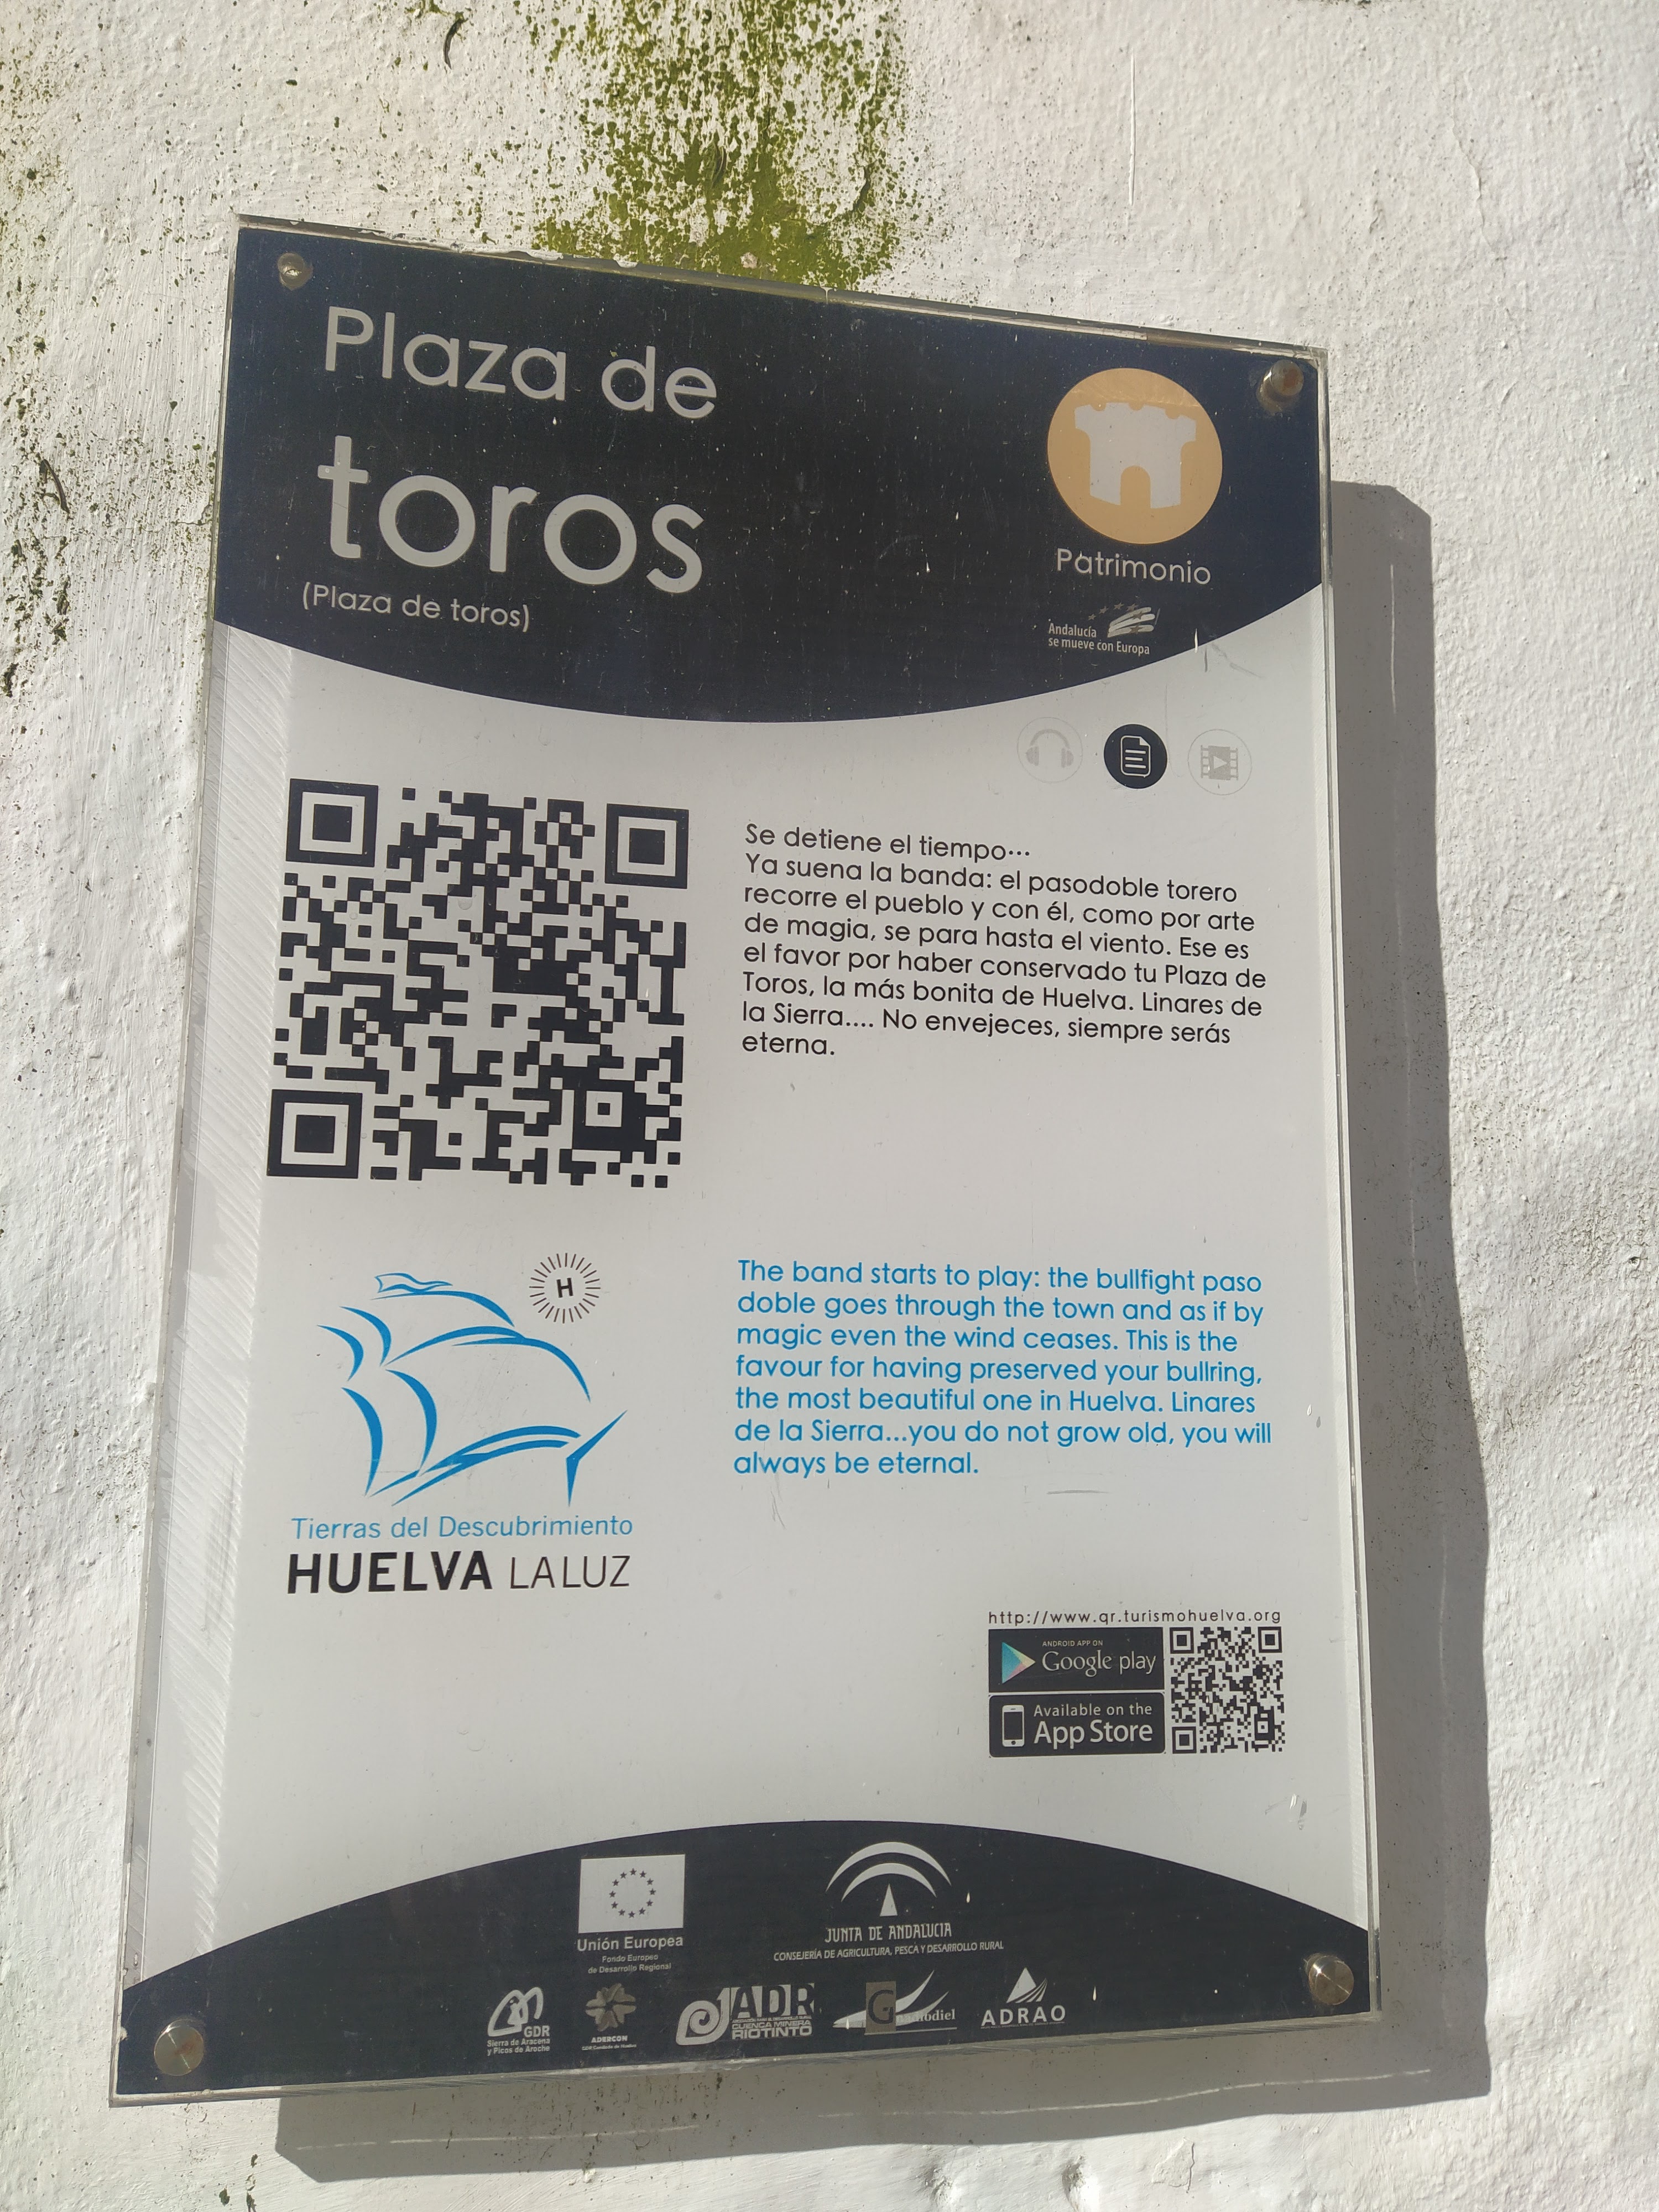 Plaza de
toros
(Plaza de toros)
Patrimonio
Andalucía
se mueve con Europa
Se detiene el tiempo...
Ya suena la banda: el pasodoble torero
recorre el pueblo y con él, como por arte
de magia, se para hasta el viento. Ese es
el favor por haber conservado tu Plaza de
Toros, la más bonita de Huelva. Linares de
la Sierra.... No envejeces, siempre serás
eterna.
H
The band starts to play: the bullfight paso
doble goes through the town and as if by
magic even the wind ceases. This is the
favour for having preserved your bullring,
the most beautiful one in Huelva. Linares
de la Sierra...you do not grow old, you will
always be eternal.
Tierras del Descubrimiento
HUELVA LA LUZ
http://www.qr.turismohuelva.org
ANDROID APP ON
Google play
Available on the
App Store
Unión Europea
Fondo Europeo
de Desarrollo Regional
JUNTA DE ANDALUCIA
CONSEJERÍA DE AGRICULTURA, PESCA Y DESARROLLO RURAL
GDR
Sierra de Aracena
y Picos de Aroche
ADERCON
GDR Condado de Huelva
ADR
CUENCA MINERA
RIOTINTO
G
ADRAO